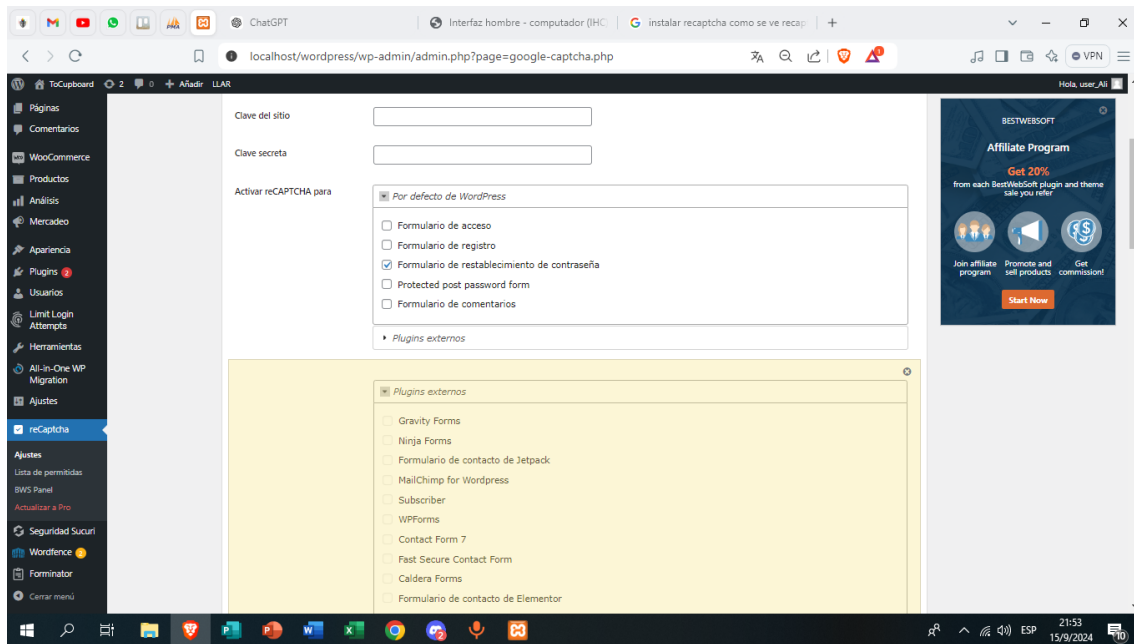 ChatGPT
Interfaz hombre - computador (IHC
instalar recaptcha como se ve recap
localhost/wordpress/wp-admin/admin.php?page=google-captcha.php
VPN
ToCupboard
2
0
Añadir
LLAR
Hola, user_Ali
Páginas
Comentarios
WooCommerce
Productos
Análisis
Mercadeo
Apariencia
Plugins 2
Usuarios
Limit Login
Attempts
Herramientas
All-in-One WP
Migration
Ajustes
reCaptcha
Ajustes
Lista de permitidas
BWS Panel
Actualizar a Pro
Seguridad Sucuri
Wordfence 2
Forminator
Cerrar menú
Clave del sitio
Clave secreta
Activar reCAPTCHA para
Por defecto de WordPress
Formulario de acceso
Formulario de registro
Formulario de restablecimiento de contraseña
Protected post password form
Formulario de comentarios
Plugins externos
Plugins externos
Gravity Forms
Ninja Forms
Formulario de contacto de Jetpack
MailChimp for Wordpress
Subscriber
WPForms
Contact Form 7
Fast Secure Contact Form
Caldera Forms
Formulario de contacto de Elementor
BESTWEBSOFT
Affiliate Program
Get 20%
from each BestWebSoft plugin and theme
sale you refer
Join affiliate
program
Promote and
sell products
Get
commission!
Start Now
ESP
21:53
15/9/2024